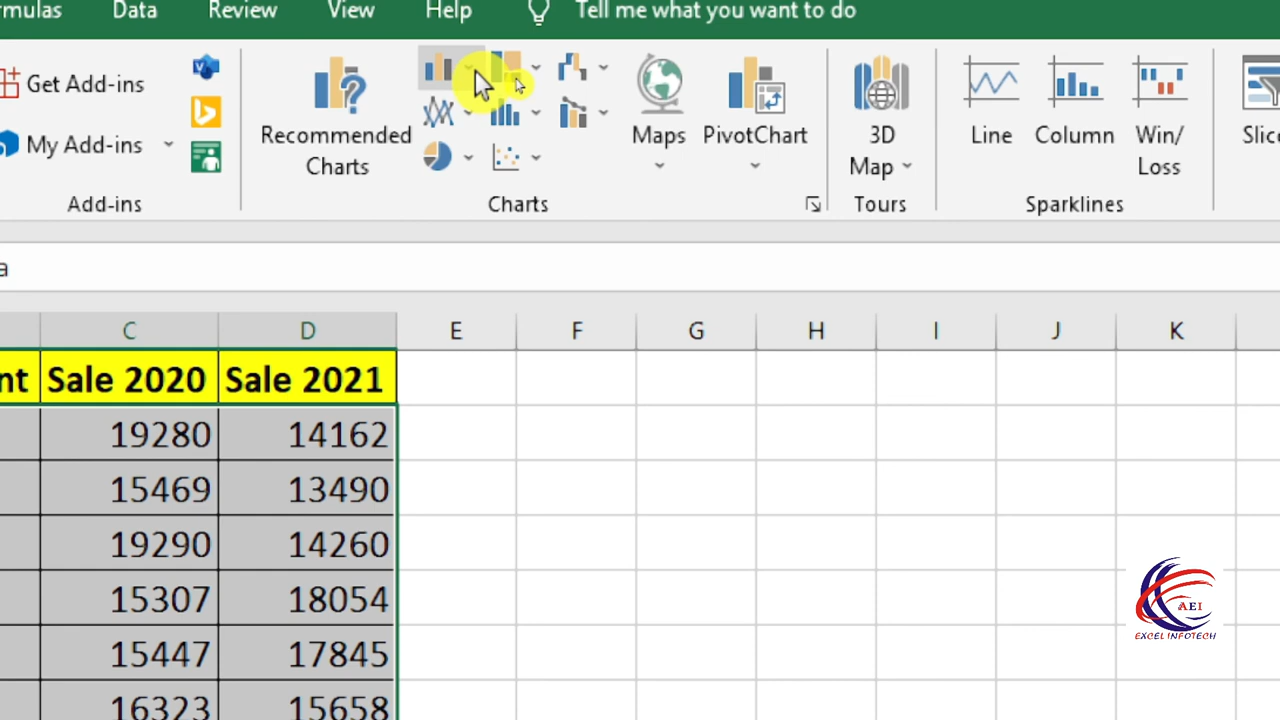 rmulas Data Review View Help Tell me what you want to do
Get Add-ins
My Add-ins
Add-ins
Recommended
Charts
Maps
PivotChart
Charts
3D
Map
Tours
Line
Column
Win/
Loss
Sparklines
Slice
a
C D E F G H I J K
nt Sale 2020 Sale 2021
19280 14162
15469 13490
19290 14260
15307 18054
15447 17845
16323 15658
AEI
EXCEL INFOTECH